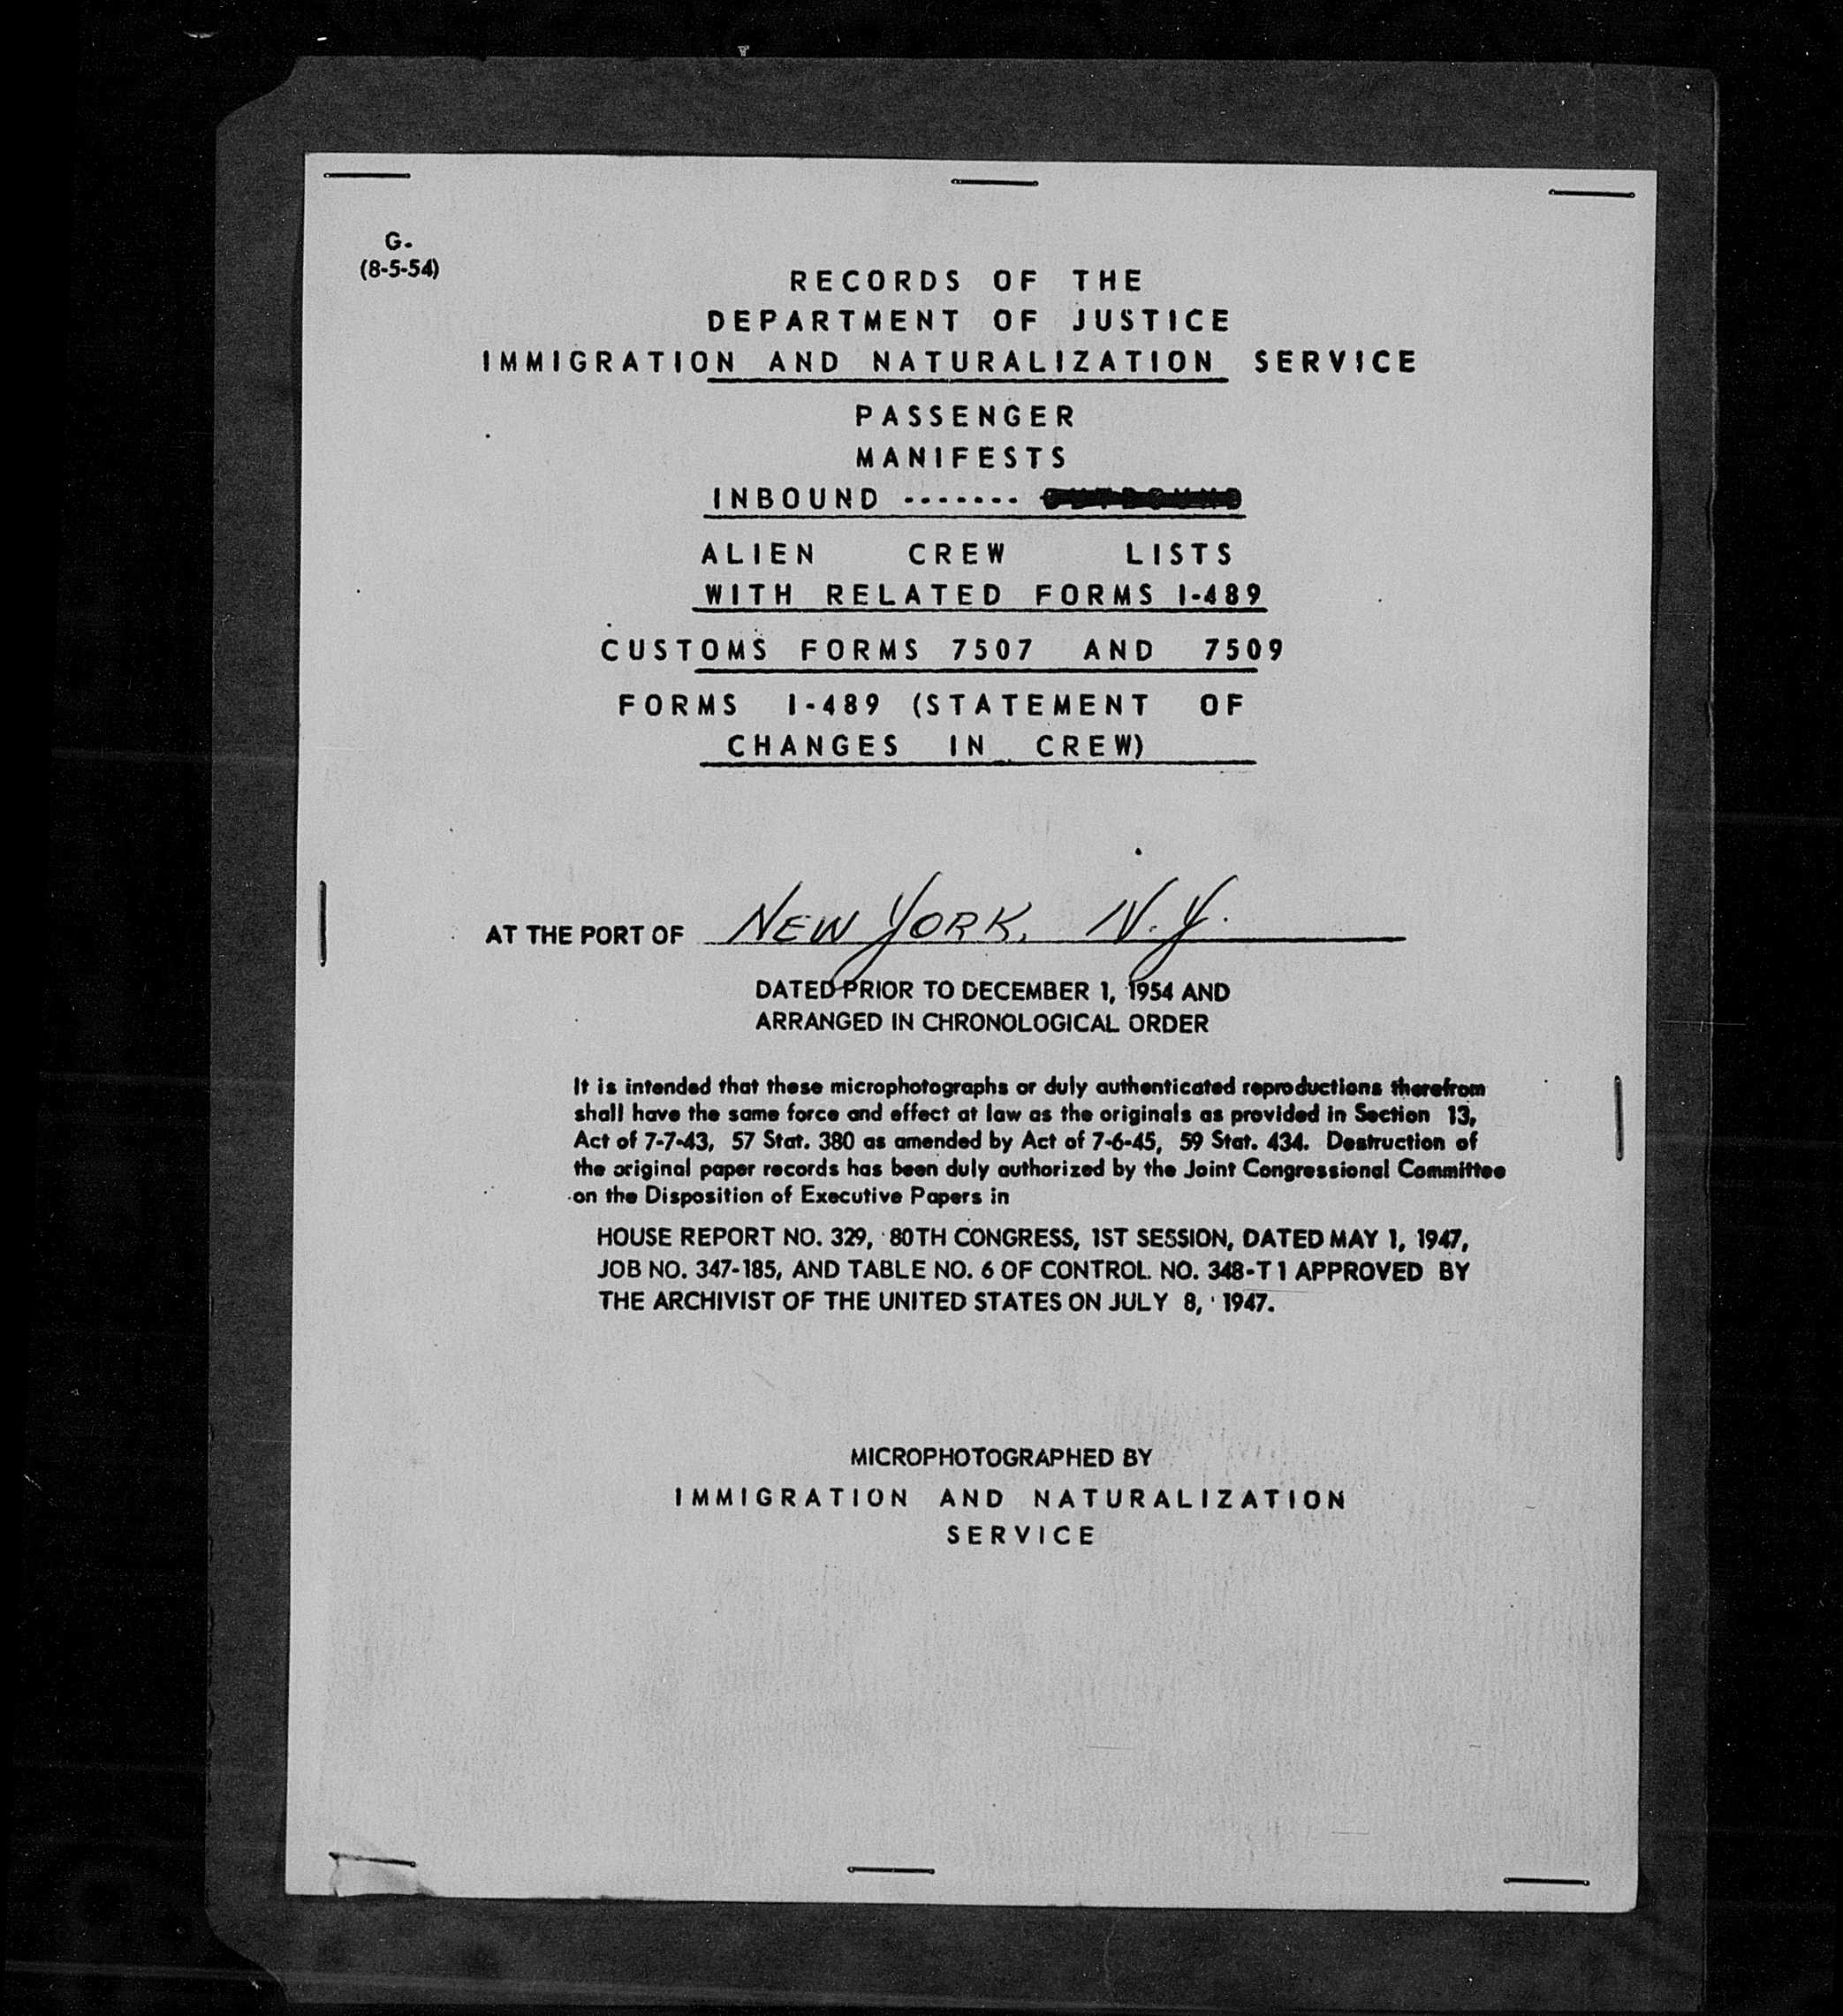 G.
(8-5-54)
RECORDS OF THE
DEPARTMENT OF JUSTICE
IMMIGRATION AND NATURALIZATION SERVICE
PASSENGER
MANIFESTS
INBOUND ------- OUTBOUND
ALIEN CREW LISTS
WITH RELATED FORMS I-489
CUSTOMS FORMS 7507 AND 7509
FORMS I-489 (STATEMENT OF
CHANGES IN CREW)
AT THE PORT OF NEW YORK, N.Y.
DATED PRIOR TO DECEMBER 1, 1954 AND
ARRANGED IN CHRONOLOGICAL ORDER
It is intended that these microphotographs or duly authenticated reproductions therefrom
shall have the same force and effect at law as the originals as provided in Section 13,
Act of 7-7-43, 57 Stat. 380 as amended by Act of 7-6-45, 59 Stat. 434. Destruction of
the original paper records has been duly authorized by the Joint Congressional Committee
on the Disposition of Executive Papers in
HOUSE REPORT NO. 329, 80TH CONGRESS, 1ST SESSION, DATED MAY 1, 1947,
JOB NO. 347-185, AND TABLE NO. 6 OF CONTROL NO. 348-T1 APPROVED BY
THE ARCHIVIST OF THE UNITED STATES ON JULY 8, 1947.
MICROPHOTOGRAPHED BY
IMMIGRATION AND NATURALIZATION
SERVICE